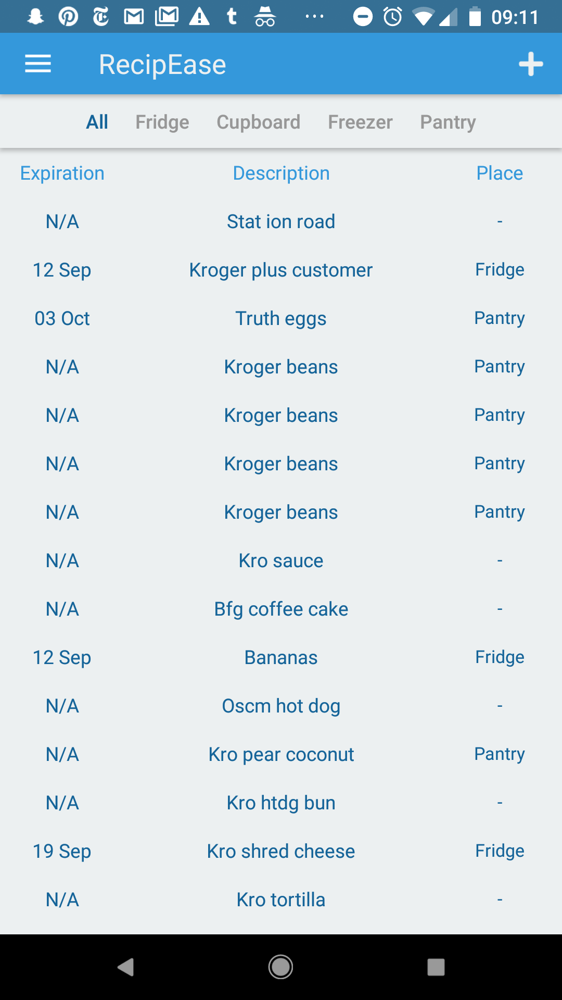 09:11
RecipEase
All Fridge Cupboard Freezer Pantry
Expiration Description Place
N/A Stat ion road -
12 Sep Kroger plus customer Fridge
03 Oct Truth eggs Pantry
N/A Kroger beans Pantry
N/A Kroger beans Pantry
N/A Kroger beans Pantry
N/A Kroger beans Pantry
N/A Kro sauce -
N/A Bfg coffee cake -
12 Sep Bananas Fridge
N/A Oscm hot dog -
N/A Kro pear coconut Pantry
N/A Kro htdg bun -
19 Sep Kro shred cheese Fridge
N/A Kro tortilla -